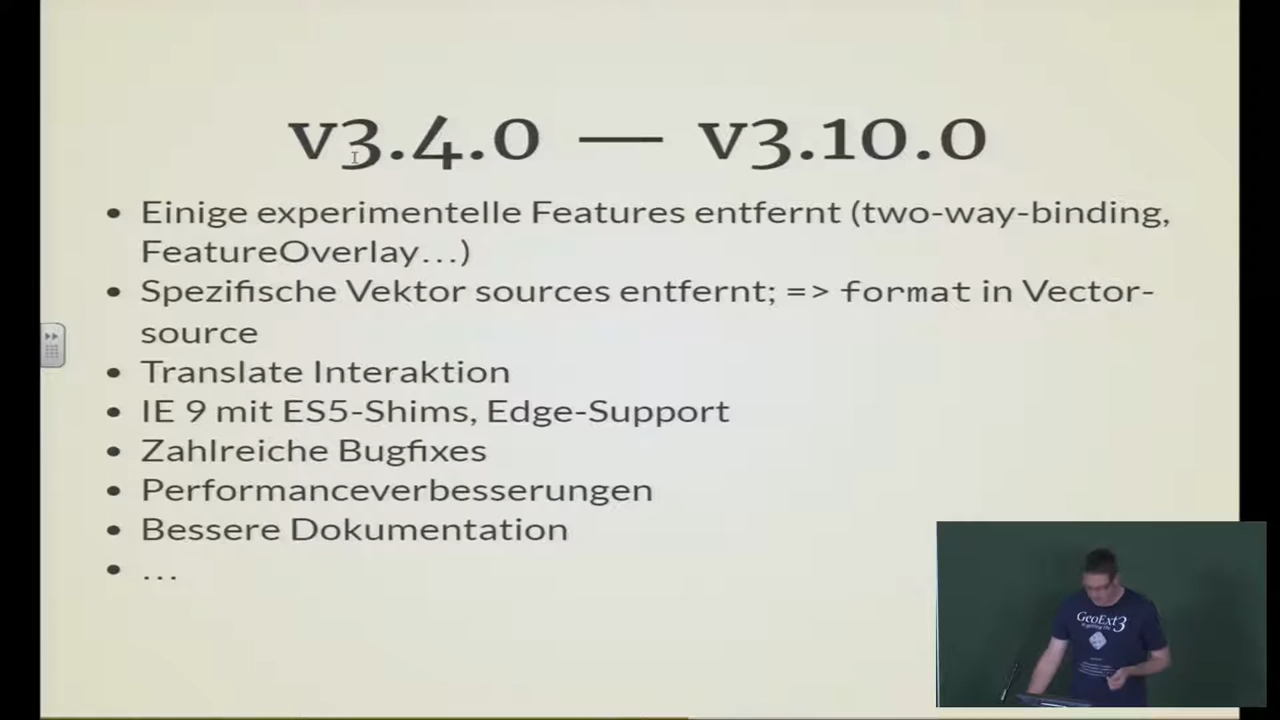 v3.4.0 — v3.10.0
• Einige experimentelle Features entfernt (two-way-binding,
FeatureOverlay…)
• Spezifische Vektor sources entfernt; => format in Vector-
source
• Translate Interaktion
• IE 9 mit ES5-Shims, Edge-Support
• Zahlreiche Bugfixes
• Performanceverbesserungen
• Bessere Dokumentation
• …
GeoExt3